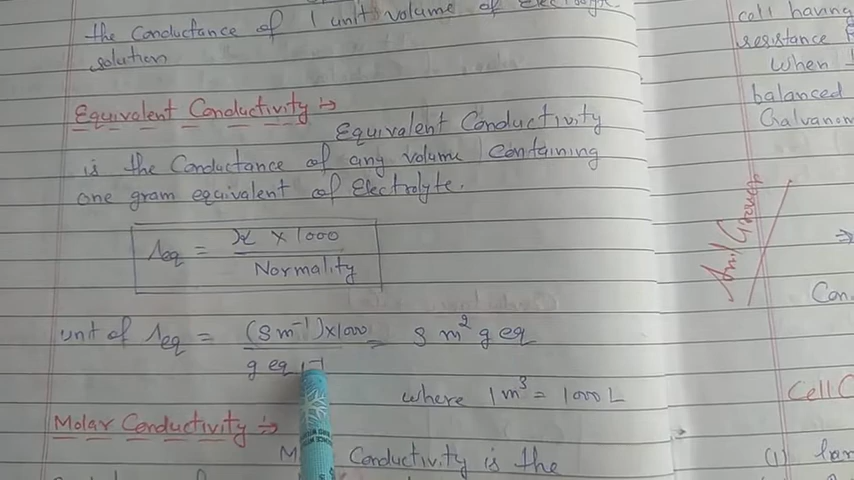 the Conductance of 1 unit volume of Electrolyte
solution
Equivalent Conductivity :→
Equivalent Conductivity
is the Conductance of any volume Containing
one gram equivalent of Electrolyte.
Λeq = ϰ × 1000
Normality
unit of Λeq = (S m⁻¹)×1000 = S m² g eq
g eq L⁻¹
where 1m³ = 1000 L
Molar Conductivity :→
Conductivity is the
cell having
resistance
When
balanced
Galvanom
⇒
Con
Cell C
(1)